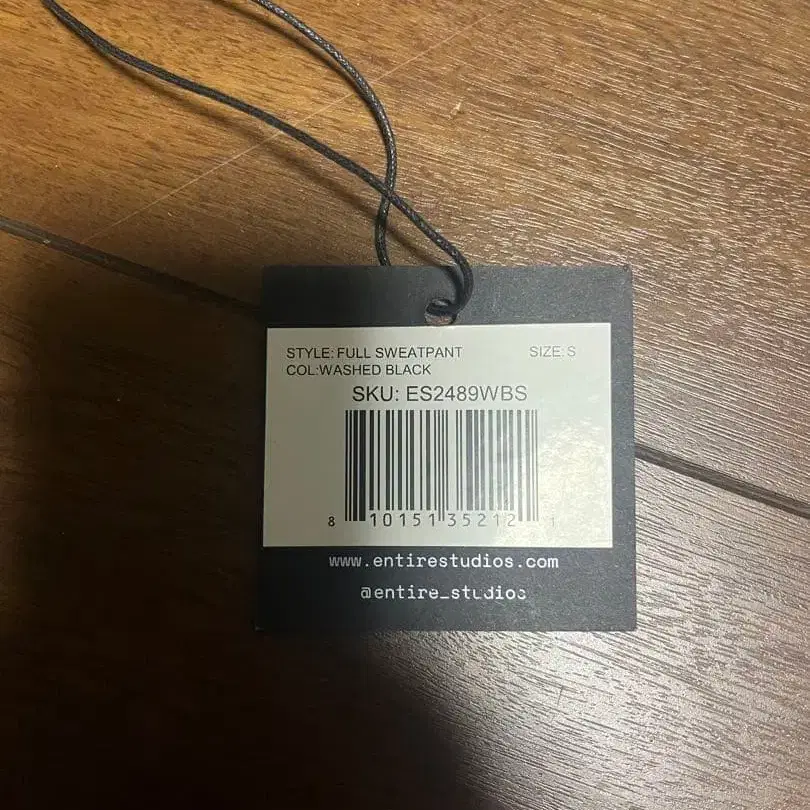 STYLE: FULL SWEATPANT SIZE: S
COL:WASHED BLACK
SKU: ES2489WBS
8 10151 35212 1
www.entirestudios.com
@entire_studios